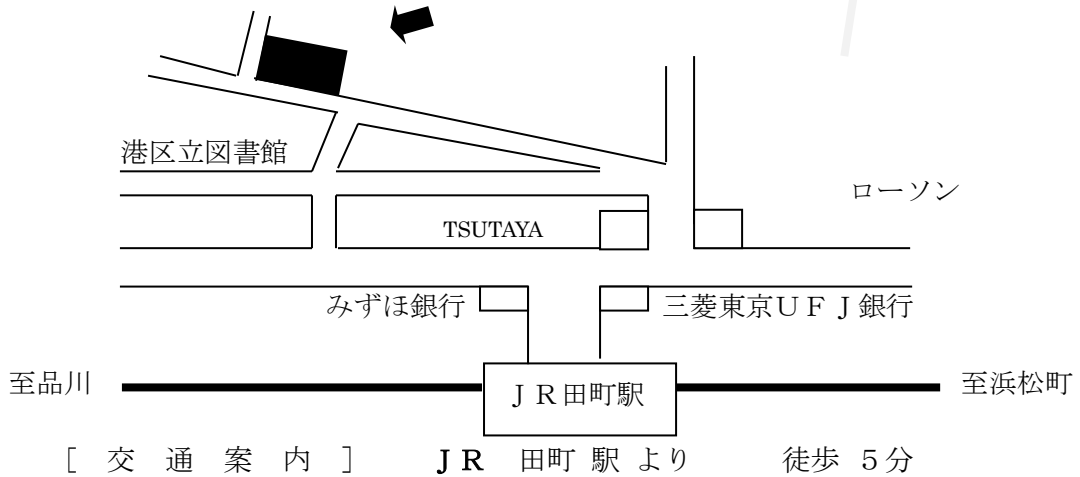 港区立図書館
ローソン
TSUTAYA
みずほ銀行
三菱東京ＵＦＪ銀行
至品川
ＪＲ田町駅
至浜松町
［ 交 通 案 内 ］ ＪＲ 田町 駅 より 徒歩 ５分